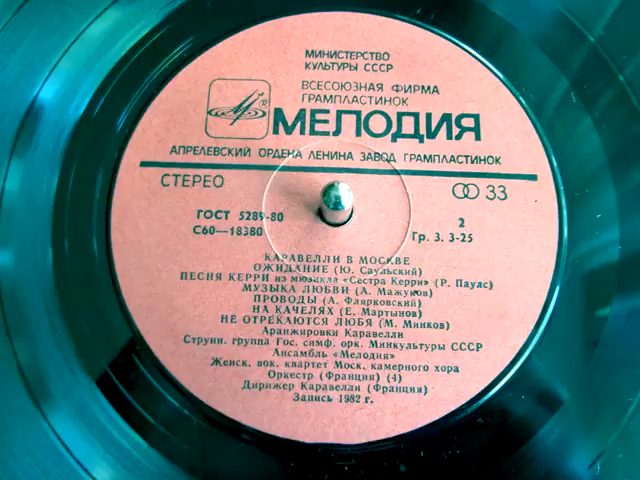 МИНИСТЕРСТВО
КУЛЬТУРЫ СССР
ВСЕСОЮЗНАЯ ФИРМА
ГРАМПЛАСТИНОК
МЕЛОДИЯ
АПРЕЛЕВСКИЙ ОРДЕНА ЛЕНИНА ЗАВОД ГРАМПЛАСТИНОК
СТЕРЕО
33
ГОСТ 5289-80
2
С60—18380
Гр. 3. 3-25
КАРАВЕЛЛИ В МОСКВЕ
ОЖИДАНИЕ (Ю. Саульский)
ПЕСНЯ КЕРРИ из мюзикла «Сестра Керри» (Р. Паулс)
МУЗЫКА ЛЮБВИ (А. Мажуков)
ПРОВОДЫ (А. Флярковский)
НА КАЧЕЛЯХ (Е. Мартынов)
НЕ ОТРЕКАЮТСЯ ЛЮБЯ (М. Минков)
Аранжировки Каравелли
Струнн. группа Гос. симф. орк. Минкультуры СССР
Ансамбль «Мелодия»
Женск. вок. квартет Моск. камерного хора
Оркестр (Франция) (4)
Дирижер Каравелли (Франция)
Запись 1982 г.